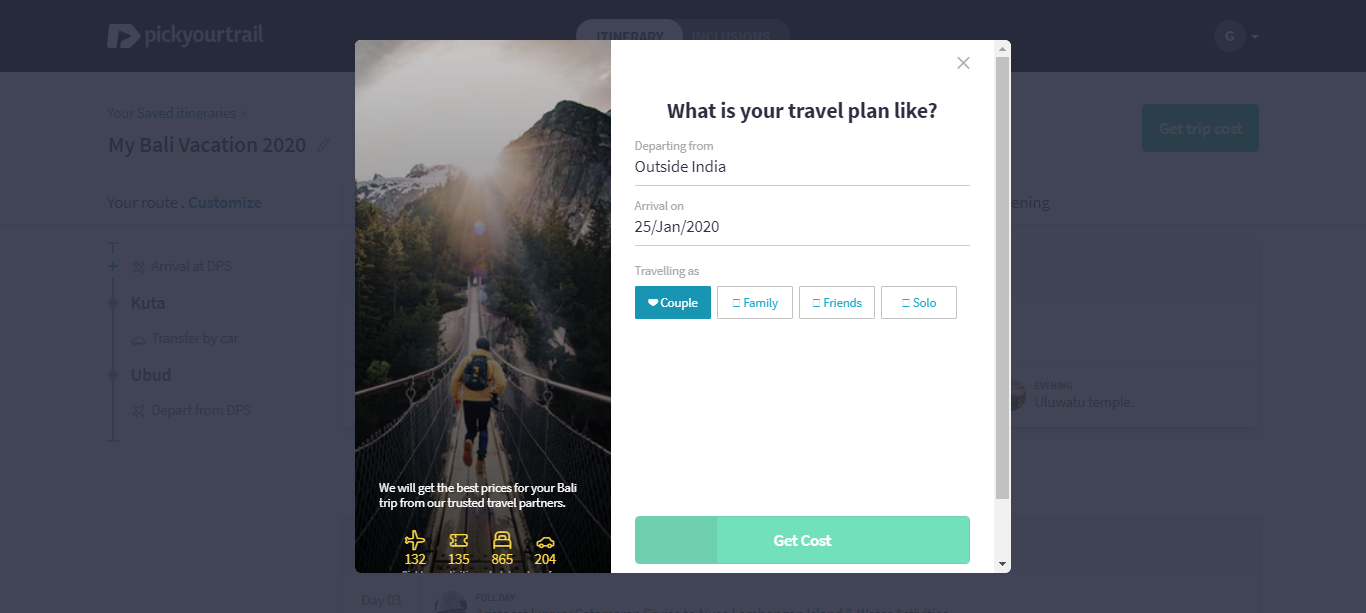 pickyourtrail
ITINERARY INCLUSIONS
G
Your Saved itineraries >
My Bali Vacation 2020
Get trip cost
Your route . Customize
ening
Arrival at DPS
Kuta
Transfer by car
Ubud
Depart from DPS
EVENING
Uluwatu temple.
What is your travel plan like?
Departing from
Outside India
Arrival on
25/Jan/2020
Travelling as
Couple Family Friends Solo
We will get the best prices for your Bali
trip from our trusted travel partners.
132 135 865 204
Get Cost
Day 03
FULL DAY